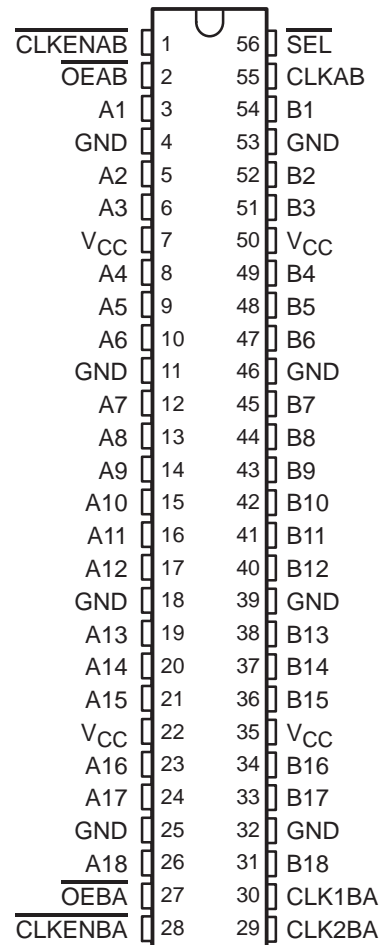 CLKENAB 1 56 SEL
OEAB 2 55 CLKAB
A1 3 54 B1
GND 4 53 GND
A2 5 52 B2
A3 6 51 B3
VCC 7 50 VCC
A4 8 49 B4
A5 9 48 B5
A6 10 47 B6
GND 11 46 GND
A7 12 45 B7
A8 13 44 B8
A9 14 43 B9
A10 15 42 B10
A11 16 41 B11
A12 17 40 B12
GND 18 39 GND
A13 19 38 B13
A14 20 37 B14
A15 21 36 B15
VCC 22 35 VCC
A16 23 34 B16
A17 24 33 B17
GND 25 32 GND
A18 26 31 B18
OEBA 27 30 CLK1BA
CLKENBA 28 29 CLK2BA